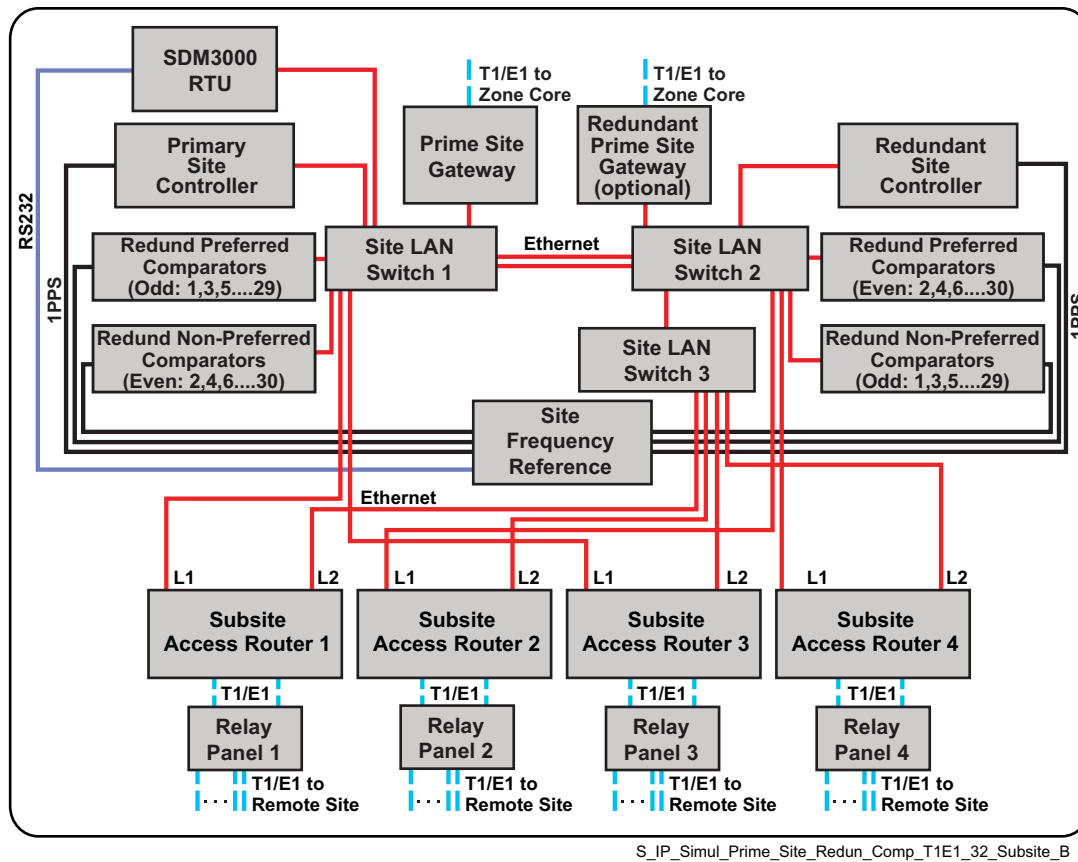 SDM3000
RTU
T1/E1 to
Zone Core
T1/E1 to
Zone Core
Primary
Site
Controller
Prime Site
Gateway
Redundant
Prime Site
Gateway
(optional)
Redundant
Site
Controller
RS232
Redund Preferred
Comparators
(Odd: 1,3,5....29)
Site LAN
Switch 1
Ethernet
Site LAN
Switch 2
Redund Preferred
Comparators
(Even: 2,4,6....30)
1PPS
1PPS
Redund Non-Preferred
Comparators
(Even: 2,4,6....30)
Site LAN
Switch 3
Redund Non-Preferred
Comparators
(Odd: 1,3,5....29)
Site
Frequency
Reference
Ethernet
L1
L2
L1
L2
L1
L2
L1
L2
Subsite
Access Router 1
Subsite
Access Router 2
Subsite
Access Router 3
Subsite
Access Router 4
T1/E1
T1/E1
T1/E1
T1/E1
Relay
Panel 1
Relay
Panel 2
Relay
Panel 3
Relay
Panel 4
T1/E1 to
Remote Site
T1/E1 to
Remote Site
T1/E1 to
Remote Site
T1/E1 to
Remote Site
S_IP_Simul_Prime_Site_Redun_Comp_T1E1_32_Subsite_B